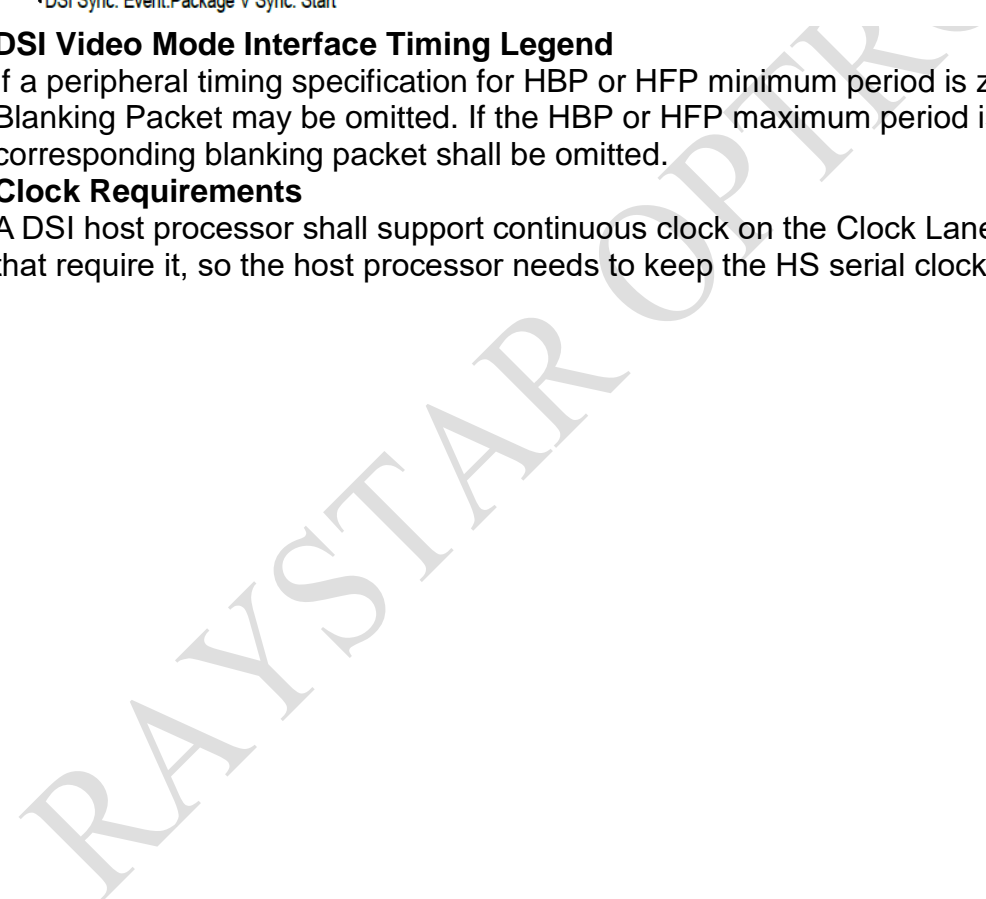 DSI Sync. Event:Package V Sync. Start
DSI Video Mode Interface Timing Legend
If a peripheral timing specification for HBP or HFP minimum period is
Blanking Packet may be omitted. If the HBP or HFP maximum period
corresponding blanking packet shall be omitted.
Clock Requirements
A DSI host processor shall support continuous clock on the Clock Lane
that require it, so the host processor needs to keep the HS serial clock
RAYSTAR OPTRO